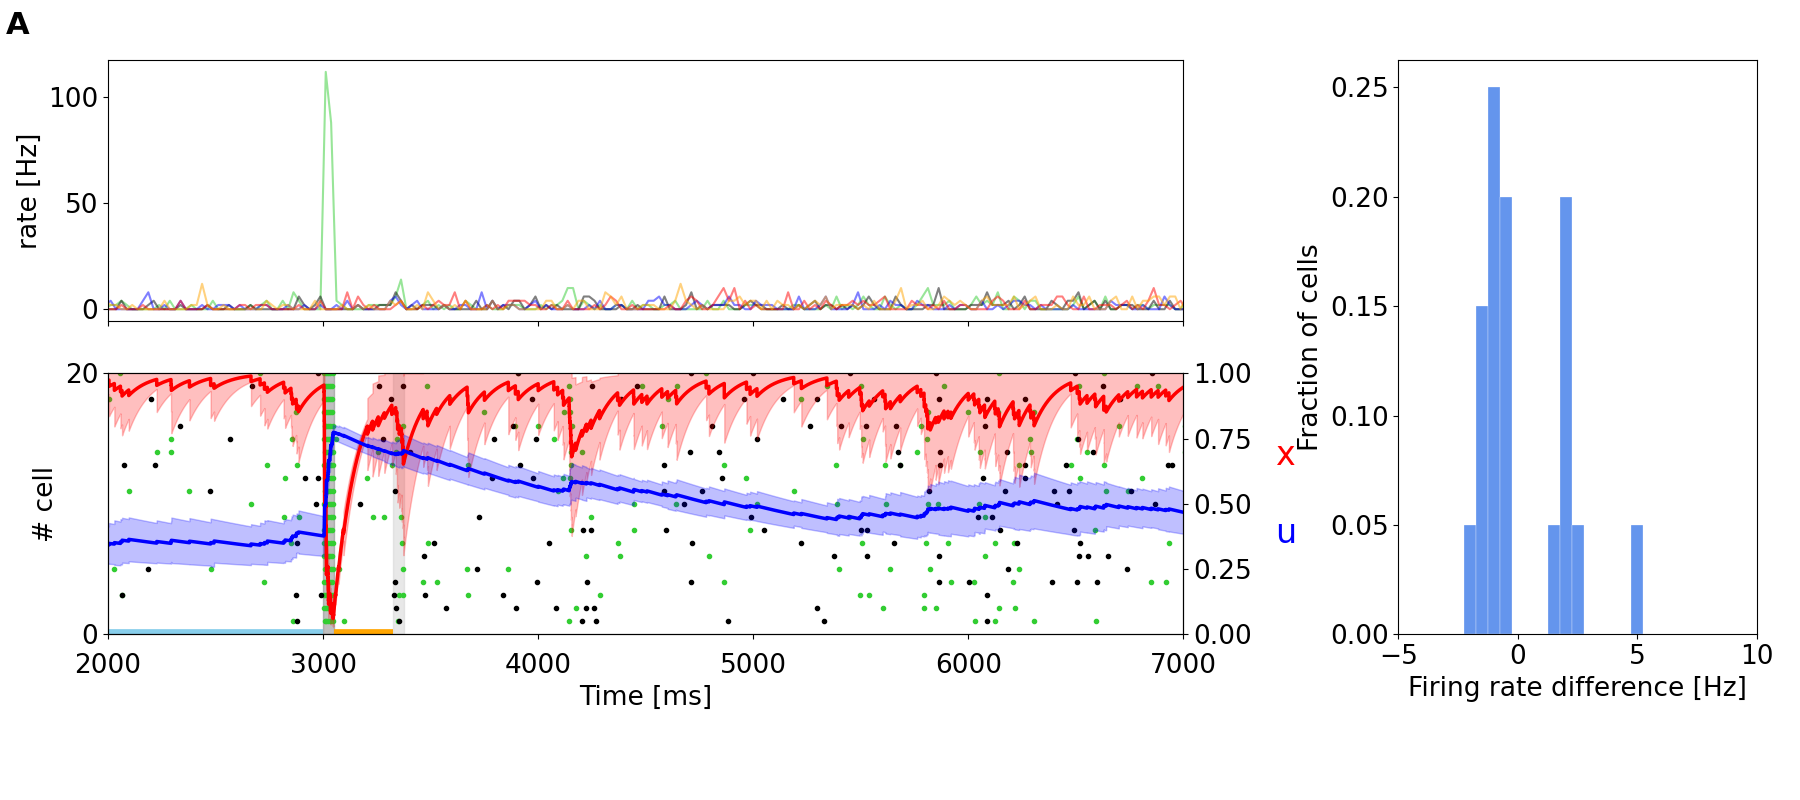 A
rate [Hz]
100
50
0
# cell
20
0
1.00
0.75
0.50
0.25
0.00
x
u
2000 3000 4000 5000 6000 7000
Time [ms]
Fraction of cells
0.25
0.20
0.15
0.10
0.05
0.00
−5 0 5 10
Firing rate difference [Hz]